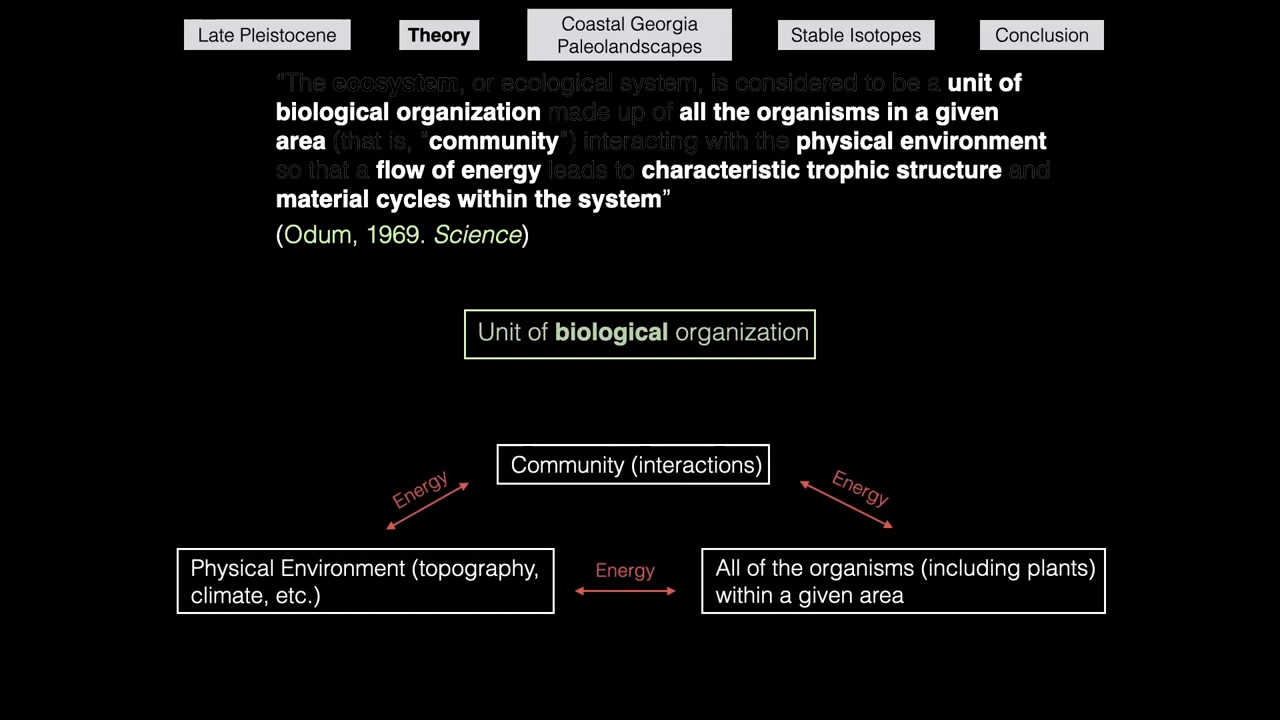 Late Pleistocene
Theory
Coastal Georgia
Paleolandscapes
Stable Isotopes
Conclusion
“The ecosystem, or ecological system, is considered to be a unit of
biological organization made up of all the organisms in a given
area (that is, “community”) interacting with the physical environment
so that a flow of energy leads to characteristic trophic structure and
material cycles within the system”
(Odum, 1969. Science)
Unit of biological organization
Community (interactions)
Energy
Energy
Physical Environment (topography,
climate, etc.)
Energy
All of the organisms (including plants)
within a given area